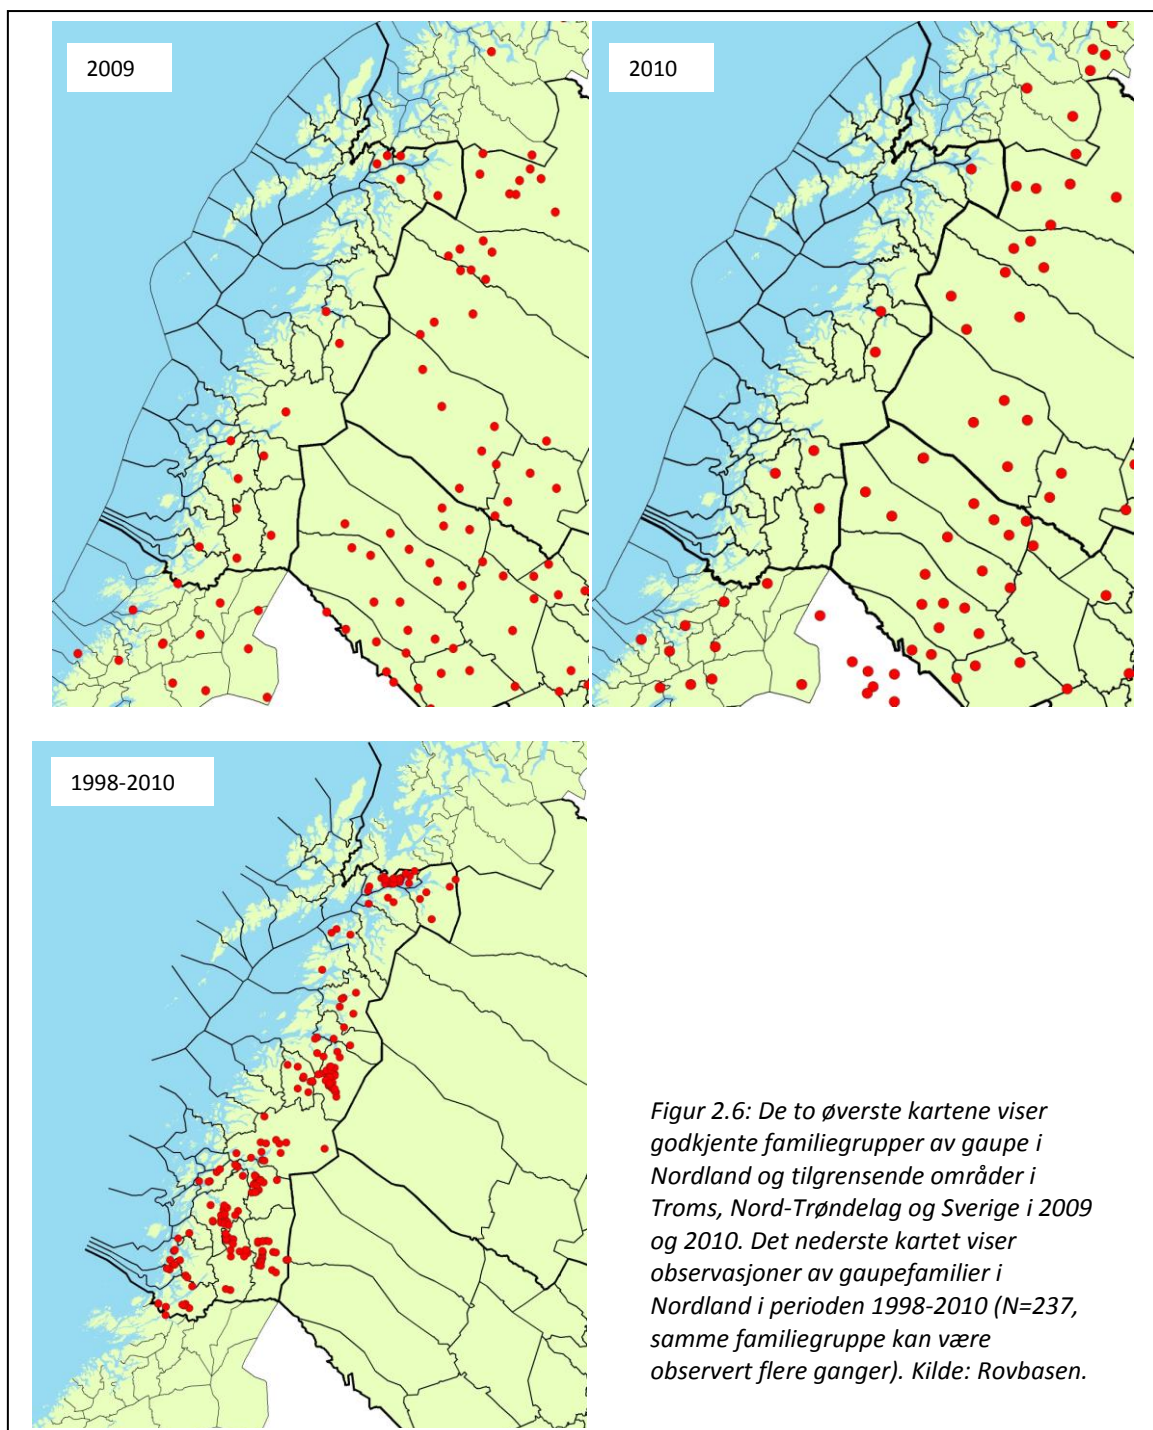 2009
2010
1998-2010
Figur 2.6: De to øverste kartene viser
godkjente familiegrupper av gaupe i
Nordland og tilgrensende områder i
Troms, Nord-Trøndelag og Sverige i 2009
og 2010. Det nederste kartet viser
observasjoner av gaupefamilier i
Nordland i perioden 1998-2010 (N=237,
samme familiegruppe kan være
observert flere ganger). Kilde: Rovbasen.